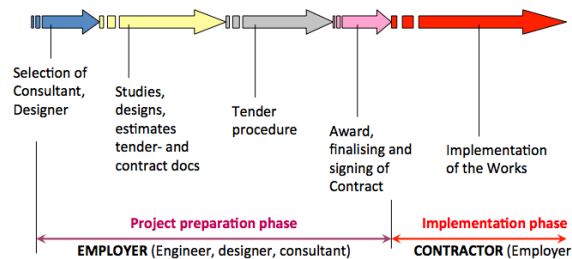 Selection of
Consultant,
Designer
Studies,
designs,
estimates
tender- and
contract docs
Tender
procedure
Award,
finalising and
signing of
Contract
Implementation
of the Works
Project preparation phase
Implementation phase
EMPLOYER (Engineer, designer, consultant)
CONTRACTOR (Employer